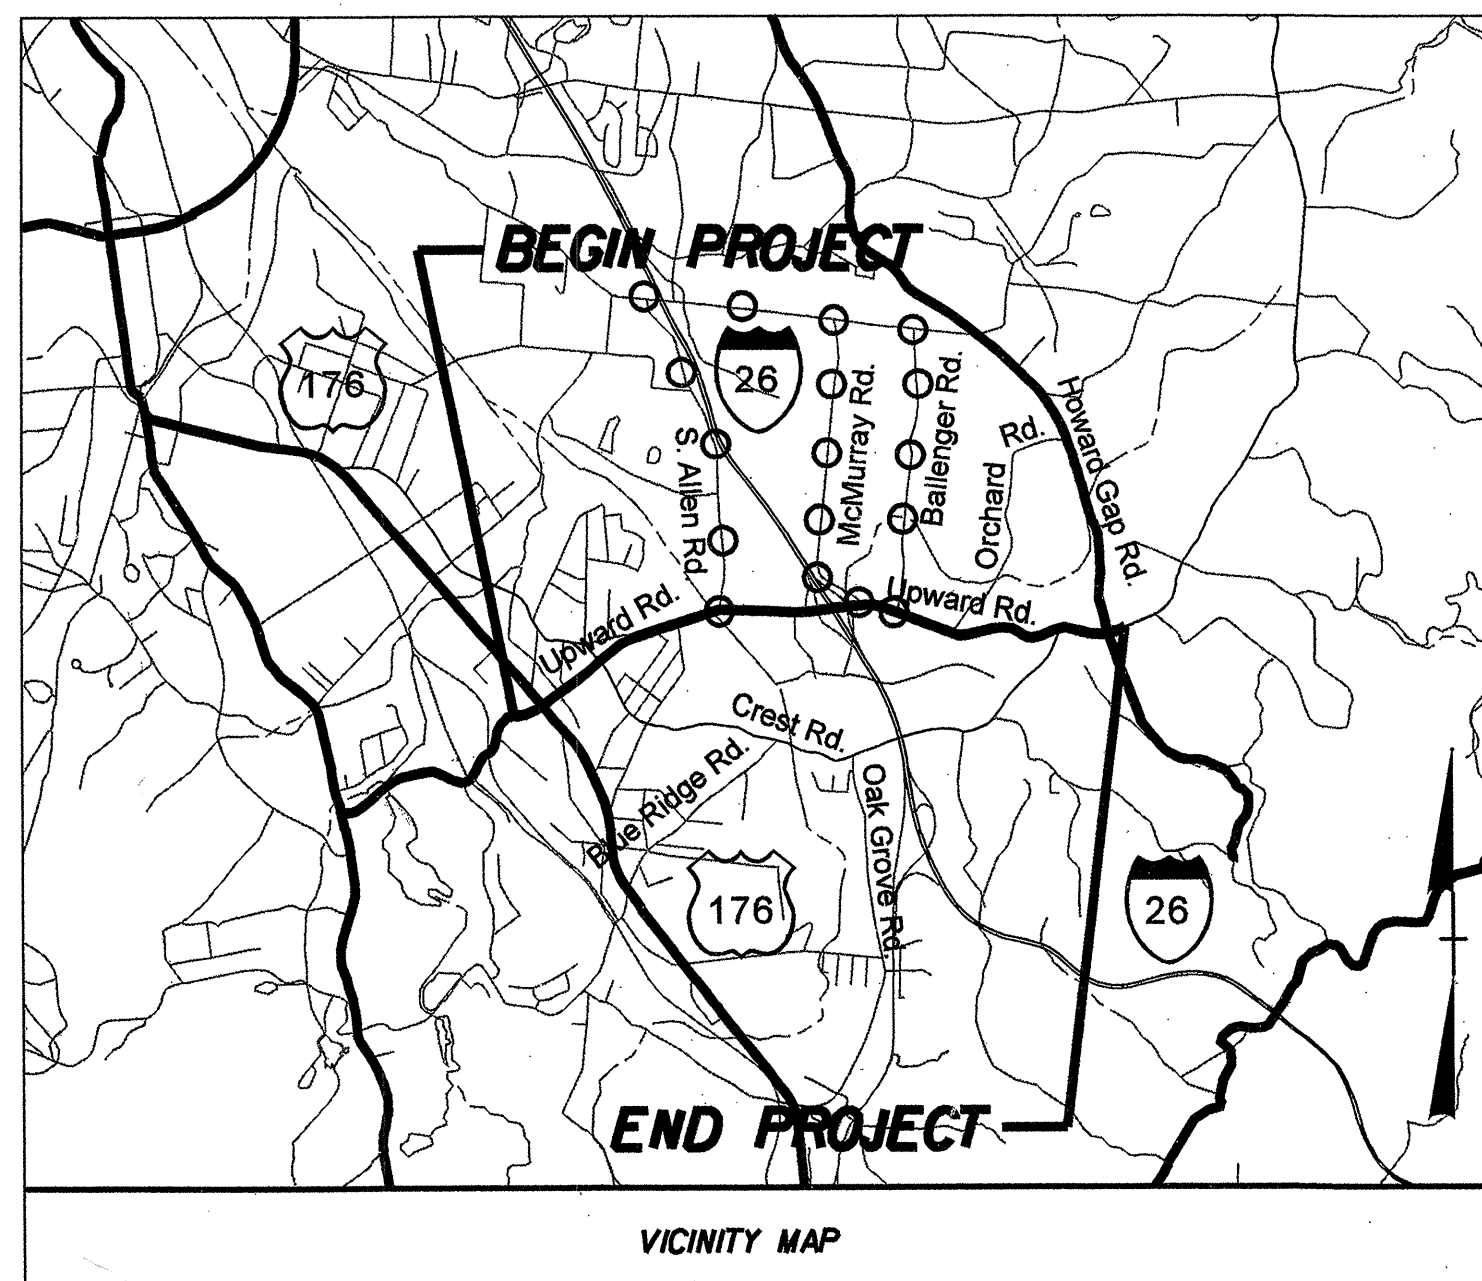 BEGIN PROJECT
176
26
S. Allen Rd
McMurray Rd.
Ballenger Rd.
Orchard Rd.
Howard Gap Rd.
Upward Rd.
Upward Rd.
Crest Rd.
Blue Ridge Rd.
Oak Grove Rd.
176
26
END PROJECT
VICINITY MAP